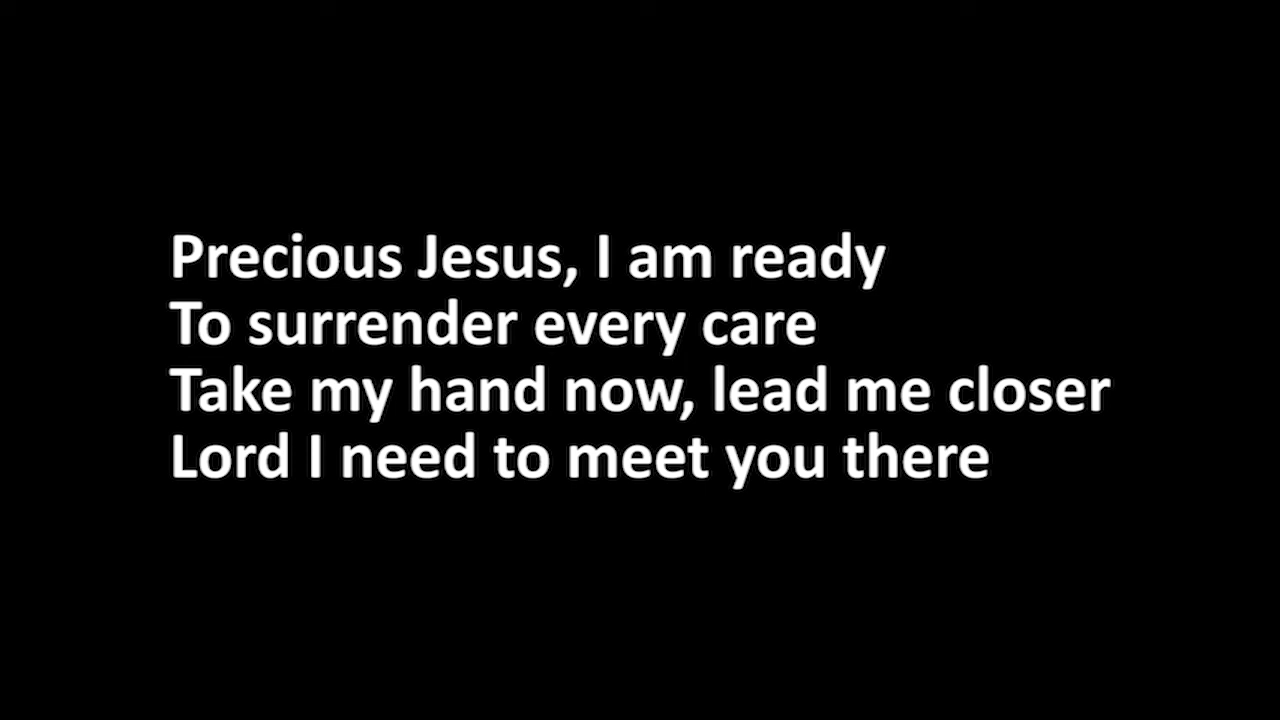 Precious Jesus, I am ready
To surrender every care
Take my hand now, lead me closer
Lord I need to meet you there